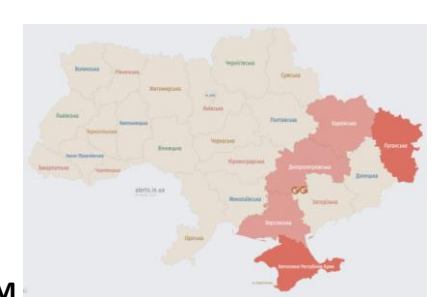 Чернігівська
Волинська
Рівненська
Сумська
Житомирська
Київська
Львівська
Полтавська
Харківська
Тернопільська
Хмельницька
Луганська
Черкаська
Вінницька
Івано-Франківська
Кіровоградська
Дніпропетровська
Донецька
Закарпатська
Чернівецька
alerts.in.ua
Миколаївська
Запорізька
Херсонська
Одеська
Автономна Республіка Крим
м